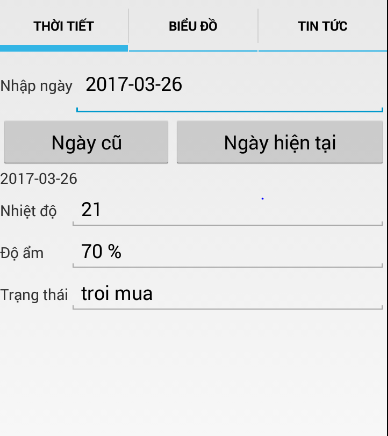 THỜI TIẾT BIỂU ĐỒ TIN TỨC
Nhập ngày 2017-03-26
Ngày cũ Ngày hiện tại
2017-03-26
Nhiệt độ 21
Độ ẩm 70 %
Trạng thái troi mua